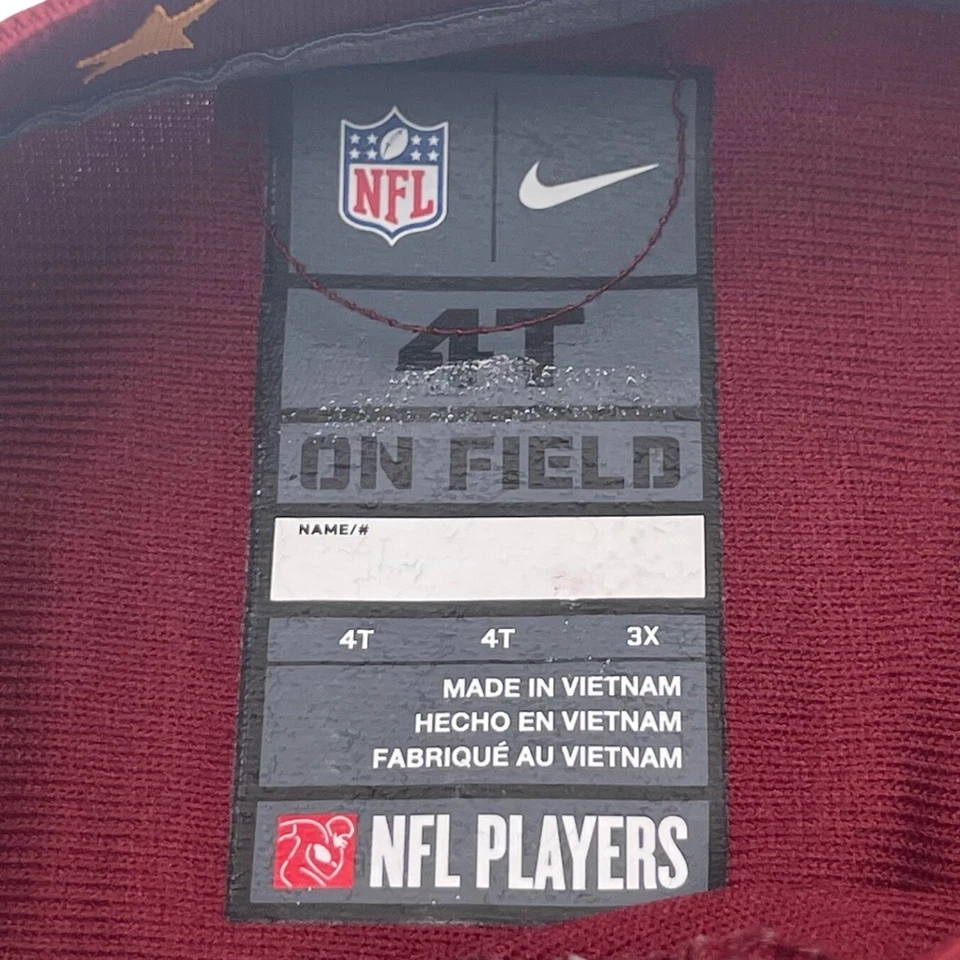 NFL
4T
ON FIELD
NAME/#
4T 4T 3X
MADE IN VIETNAM
HECHO EN VIETNAM
FABRIQUÉ AU VIETNAM
NFL PLAYERS